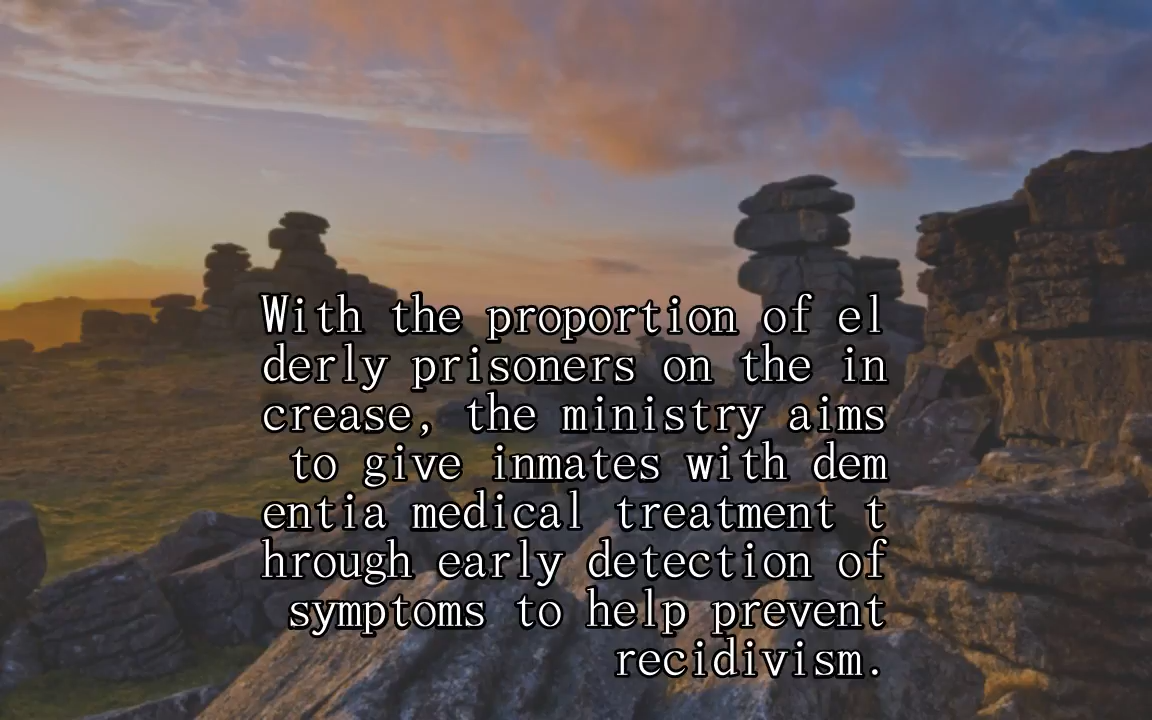 With the proportion of el
derly prisoners on the in
crease, the ministry aims
to give inmates with dem
entia medical treatment t
hrough early detection of
symptoms to help prevent
recidivism.